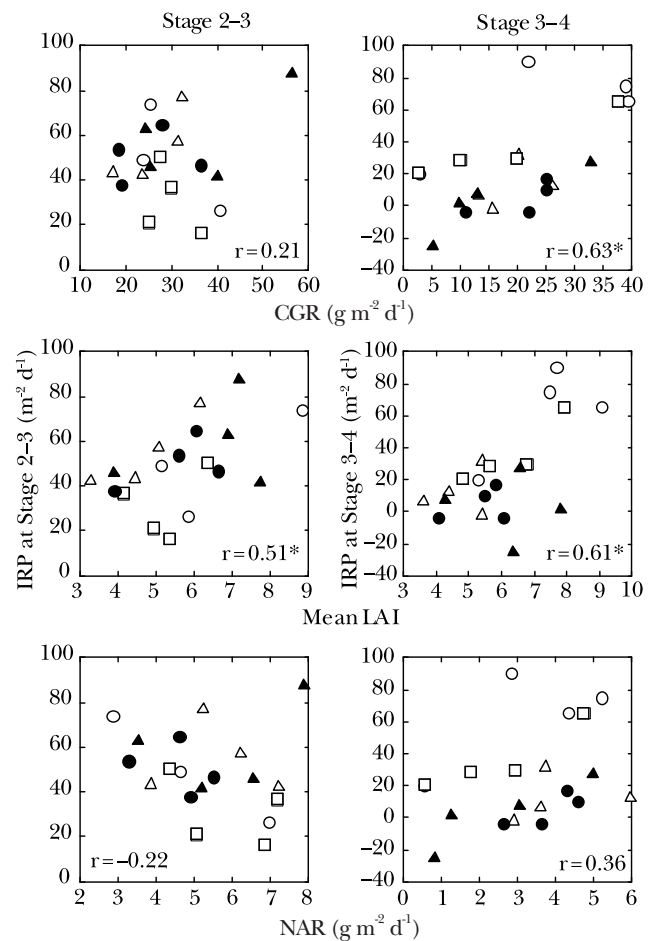 Stage 2–3 Stage 3–4
100 100
80 80
60 60
40 40
20 20
0 0
−20
−40
r=0.21 r=0.63*
10 20 30 40 50 60 0 5 10 15 20 25 30 35 40
CGR (g m⁻² d⁻¹)
IRP at Stage 2–3 (m⁻² d⁻¹)
IRP at Stage 3–4 (m⁻² d⁻¹)
100 100
80 80
60 60
40 40
20 20
0 0
−20
−40
r=0.51* r=0.61*
3 4 5 6 7 8 9 3 4 5 6 7 8 9 10
Mean LAI
100 100
80 80
60 60
40 40
20 20
0 0
−20
−40
r=−0.22 r=0.36
2 3 4 5 6 7 8 0 1 2 3 4 5 6
NAR (g m⁻² d⁻¹)